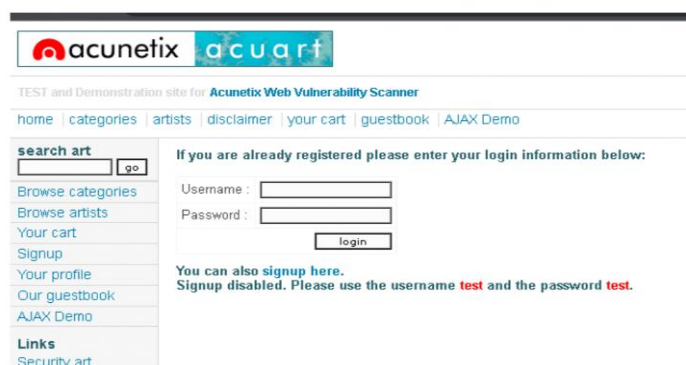 acunetix acuart
TEST and Demonstration site for Acunetix Web Vulnerability Scanner
home | categories | artists | disclaimer | your cart | guestbook | AJAX Demo
search art
go
Browse categories
Browse artists
Your cart
Signup
Your profile
Our guestbook
AJAX Demo
Links
Security art
If you are already registered please enter your login information below:
Username :
Password :
login
You can also signup here.
Signup disabled. Please use the username test and the password test.